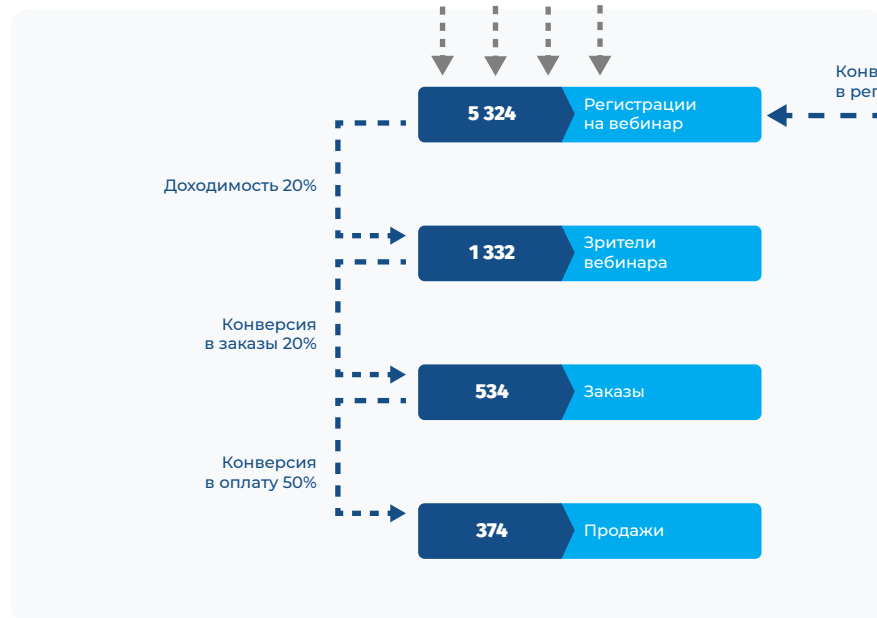 Конв
в рег
5 324
Регистрации
на вебинар
Доходимость 20%
1 332
Зрители
вебинара
Конверсия
в заказы 20%
534
Заказы
Конверсия
в оплату 50%
374
Продажи